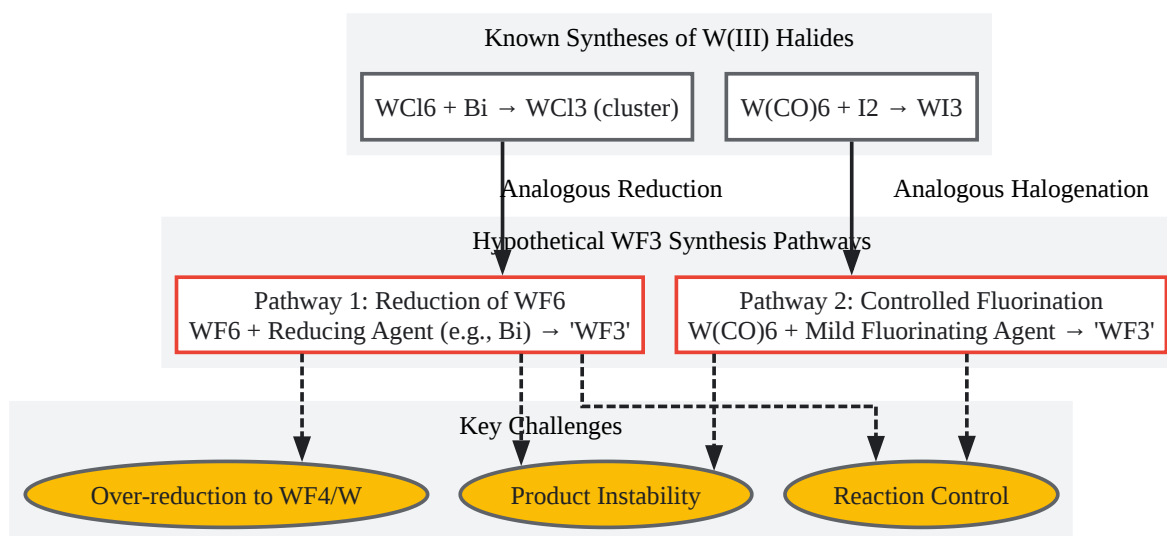 Known Syntheses of W(III) Halides
WCl6 + Bi → WCl3 (cluster)
W(CO)6 + I2 → WI3
Analogous Reduction
Analogous Halogenation
Hypothetical WF3 Synthesis Pathways
Pathway 1: Reduction of WF6
WF6 + Reducing Agent (e.g., Bi) → 'WF3'
Pathway 2: Controlled Fluorination
W(CO)6 + Mild Fluorinating Agent → 'WF3'
Key Challenges
Over-reduction to WF4/W
Product Instability
Reaction Control